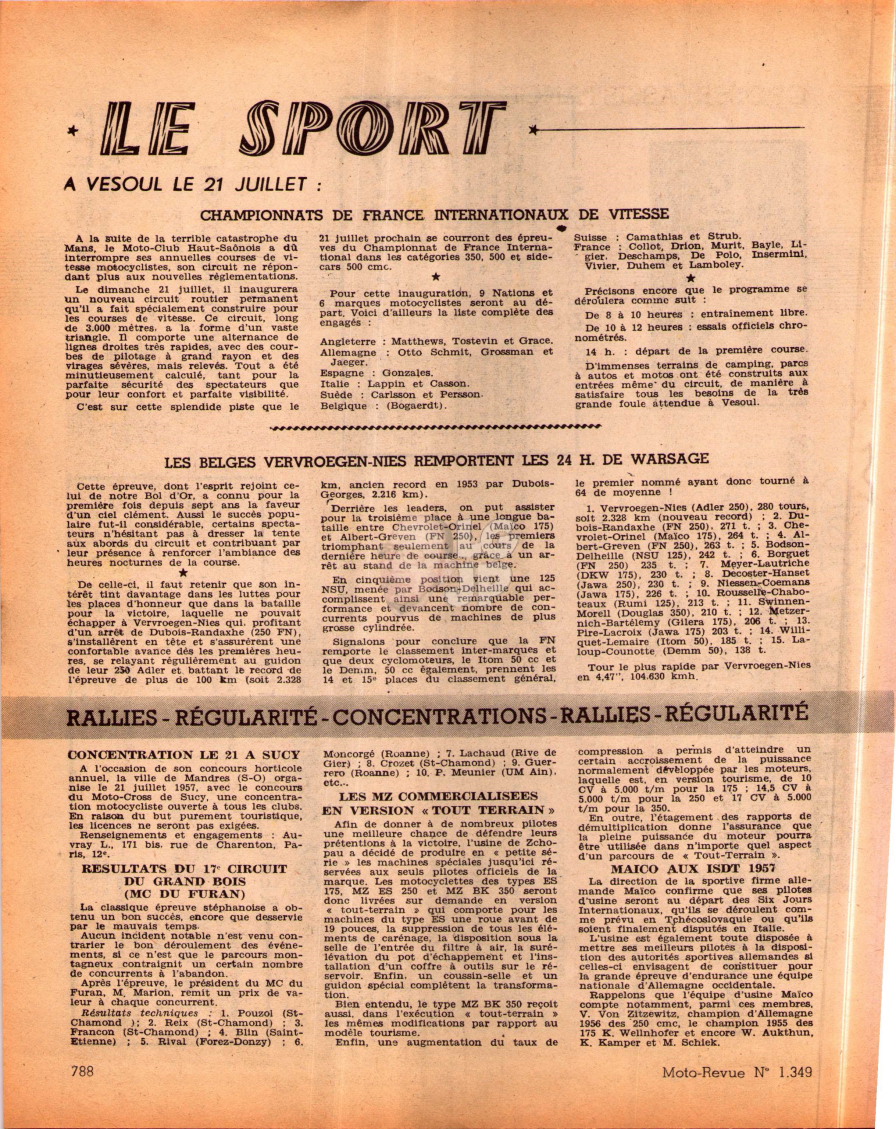 LE SPORT
A VESOUL LE 21 JUILLET :
CHAMPIONNATS DE FRANCE INTERNATIONAUX DE VITESSE
A la suite de la terrible catastrophe du
Mans, le Moto-Club Haut-Saônois a dû
interrompre ses annuelles courses de vi-
tesse motocyclistes, son circuit ne répon-
dant plus aux nouvelles réglementations.
Le dimanche 21 juillet, il inaugurera
un nouveau circuit routier permanent
qu'il a fait spécialement construire pour
les courses de vitesse. Ce circuit, long
de 3.000 mètres, a la forme d'un vaste
triangle. Il comporte une alternance de
lignes droites très rapides, avec des cour-
bes de pilotage à grand rayon et des
virages sévères, mais relevés. Tout a été
minutieusement calculé, tant pour la
parfaite sécurité des spectateurs que
pour leur confort et parfaite visibilité.
C'est sur cette splendide piste que le
21 juillet prochain se courront des épreu-
ves du Championnat de France Interna-
tional dans les catégories 350, 500 et side-
cars 500 cmc.
Pour cette inauguration, 9 Nations et
6 marques motocyclistes seront au dé-
part. Voici d'ailleurs la liste complète des
engagés :
Angleterre : Matthews, Tostevin et Grace.
Allemagne : Otto Schmit, Grossman et
Jaeger.
Espagne : Gonzales.
Italie : Lappin et Casson.
Suède : Carlsson et Persson.
Belgique : (Bogaerdt).
Suisse : Camathias et Strub.
France : Collot, Drion, Murit, Bayle, Li-
gier, Deschamps, De Polo, Insermini,
Vivier, Duhem et Lamboley.
Précisons encore que le programme se
déroulera comme suit :
De 8 à 10 heures : entraînement libre.
De 10 à 12 heures : essais officiels chro-
nométrés.
14 h. : départ de la première course.
D'immenses terrains de camping, parcs
à autos et motos ont été construits aux
entrées même du circuit, de manière à
satisfaire tous les besoins de la très
grande foule attendue à Vesoul.
LES BELGES VERVROEGEN-NIES REMPORTENT LES 24 H. DE WARSAGE
Cette épreuve, dont l'esprit rejoint ce-
lui de notre Bol d'Or, a connu pour la
première fois depuis sept ans la faveur
d'un ciel clément. Aussi le succès popu-
laire fut-il considérable, certains specta-
teurs n'hésitant pas à dresser la tente
aux abords du circuit et contribuant par
leur présence à renforcer l'ambiance des
heures nocturnes de la course.
De celle-ci, il faut retenir que son in-
térêt tint davantage dans les luttes pour
les places d'honneur que dans la bataille
pour la victoire, laquelle ne pouvait
échapper à Vervroegen-Nies qui, profitant
d'un arrêt de Dubois-Randaxhe (250 FN),
s'installèrent en tête et s'assurèrent une
confortable avance dès les premières heu-
res, se relayant régulièrement au guidon
de leur 250 Adler et battant le record de
l'épreuve de plus de 100 km (soit 2.328
km, ancien record en 1953 par Dubois-
Georges, 2.216 km).
Derrière les leaders, on put assister
pour la troisième place à une longue ba-
taille entre Chevrolet-Orinel (Maïco 175)
et Albert-Greven (FN 250), les premiers
triomphant seulement au cours de la
dernière heure de course, grâce à un ar-
rêt au stand de la machine belge.
En cinquième position vient une 125
NSU, menée par Bodson-Delheille qui ac-
complissent ainsi une remarquable per-
formance et devancent nombre de con-
currents pourvus de machines de plus
grosse cylindrée.
Signalons pour conclure que la FN
remporte le classement inter-marques et
que deux cyclomoteurs, le Itom 50 cc et
le Demm, 50 cc également, prennent les
14 et 15e places du classement général,
le premier nommé ayant donc tourné à
64 de moyenne !
1. Vervroegen-Nies (Adler 250), 280 tours,
soit 2.328 km (nouveau record) ; 2. Du-
bois-Randaxhe (FN 250), 271 t. ; 3. Che-
vrolet-Orinel (Maïco 175), 264 t. ; 4. Al-
bert-Greven (FN 250), 263 t. ; 5. Bodson-
Delheille (NSU 125), 242 t. ; 6. Borguet
(FN 250) 235 t. ; 7. Meyer-Lautriche
(DKW 175), 230 t. ; 8. Decoster-Hanset
(Jawa 250), 230 t. ; 9. Niessen-Coemans
(Jawa 175), 226 t. ; 10. Rousselle-Chabo-
teaux (Rumi 125), 213 t. ; 11. Swinnen-
Morell (Douglas 350), 210 t. ; 12. Metzer-
nich-Bartélemy (Gilera 175), 206 t. ; 13.
Pire-Lacroix (Jawa 175) 203 t. ; 14. Willi-
quet-Lemaire (Itom 50), 185 t. ; 15. La-
loup-Counotte (Demm 50), 138 t.
Tour le plus rapide par Vervroegen-Nies
en 4,47", 104.630 kmh.
RALLIES - RÉGULARITÉ - CONCENTRATIONS - RALLIES - RÉGULARITÉ
CONCENTRATION LE 21 A SUCY
A l'occasion de son concours horticole
annuel, la ville de Mandres (S-O) orga-
nise le 21 juillet 1957, avec le concours
du Moto-Cross de Sucy, une concentra-
tion motocycliste ouverte à tous les clubs.
En raison du but purement touristique,
les licences ne seront pas exigées.
Renseignements et engagements : Au-
vray L., 171 bis, rue de Charenton, Pa-
ris, 12e.
RESULTATS DU 17e CIRCUIT
DU GRAND BOIS
(MC DU FURAN)
La classique épreuve stéphanoise a ob-
tenu un bon succès, encore que desservie
par le mauvais temps.
Aucun incident notable n'est venu con-
trarier le bon déroulement des événe-
ments, si ce n'est que le parcours mon-
tagneux contraignit un certain nombre
de concurrents à l'abandon.
Après l'épreuve, le président du MC du
Furan, M. Marion, remit un prix de va-
leur à chaque concurrent.
Résultats techniques : 1. Pouzol (St-
Chamond ); 2. Reix (St-Chamond) ; 3.
Francon (St-Chamond) ; 4. Blin (Saint-
Etienne) ; 5. Rival (Forez-Donzy) ; 6.
Moncorgé (Roanne) ; 7. Lachaud (Rive de
Gier) ; 8. Crozet (St-Chamond) ; 9. Guer-
rero (Roanne) ; 10. P. Meunier (UM Ain),
etc...
LES MZ COMMERCIALISEES
EN VERSION « TOUT TERRAIN »
Afin de donner à de nombreux pilotes
une meilleure chance de défendre leurs
prétentions à la victoire, l'usine de Zcho-
pau a décidé de produire en « petite sé-
rie » les machines spéciales jusqu'ici ré-
servées aux seuls pilotes officiels de la
marque. Les motocyclettes des types ES
175, MZ ES 250 et MZ BK 350 seront
donc livrées sur demande en version
« tout-terrain » qui comporte pour les
machines du type ES une roue avant de
19 pouces, la suppression de tous les élé-
ments de carénage, la disposition sous la
selle de l'entrée du filtre à air, la suré-
lévation du pot d'échappement et l'ins-
tallation d'un coffre à outils sur le ré-
servoir. Enfin, un coussin-selle et un
guidon spécial complètent la transforma-
tion.
Bien entendu, le type MZ BK 350 reçoit
aussi, dans l'exécution « tout-terrain »
les mêmes modifications par rapport au
modèle tourisme.
Enfin, une augmentation du taux de
compression a permis d'atteindre un
certain accroissement de la puissance
normalement développée par les moteurs,
laquelle est, en version tourisme, de 10
CV à 5.000 t/m pour la 175 ; 14,5 CV à
5.000 t/m pour la 250 et 17 CV à 5.000
t/m pour la 350.
En outre, l'étagement des rapports de
démultiplication donne l'assurance que
la pleine puissance du moteur pourra
être utilisée dans n'importe quel aspect
d'un parcours de « Tout-Terrain ».
MAICO AUX ISDT 1957
La direction de la sportive firme alle-
mande Maïco confirme que ses pilotes
d'usine seront au départ des Six Jours
Internationaux, qu'ils se déroulent com-
me prévu en Tchécoslovaquie ou qu'ils
soient finalement disputés en Italie.
L'usine est également toute disposée à
mettre ses meilleurs pilotes à la disposi-
tion des autorités sportives allemandes si
celles-ci envisagent de constituer pour
la grande épreuve d'endurance une équipe
nationale d'Allemagne occidentale.
Rappelons que l'équipe d'usine Maïco
compte notamment, parmi ces membres,
V. Von Zitzewitz, champion d'Allemagne
1956 des 250 cmc, le champion 1955 des
175 K. Wellnhofer et encore W. Aukthun,
K. Kamper et M. Schiek.
788
Moto-Revue N° 1.349